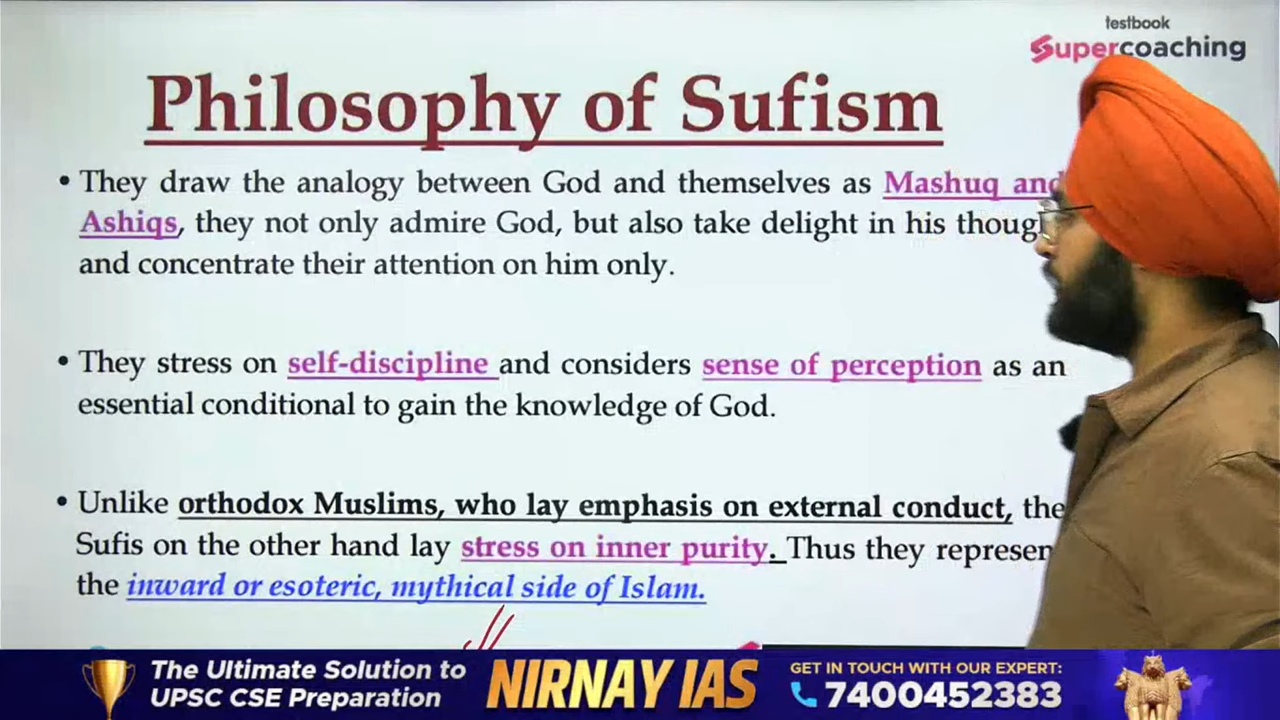 testbook
Supercoaching
Philosophy of Sufism
• They draw the analogy between God and themselves as Mashuq and
Ashiqs, they not only admire God, but also take delight in his though
and concentrate their attention on him only.
• They stress on self-discipline and considers sense of perception as an
essential conditional to gain the knowledge of God.
• Unlike orthodox Muslims, who lay emphasis on external conduct, the
Sufis on the other hand lay stress on inner purity. Thus they represen
the inward or esoteric, mythical side of Islam.
The Ultimate Solution to
UPSC CSE Preparation
NIRNAY IAS
GET IN TOUCH WITH OUR EXPERT:
7400452383